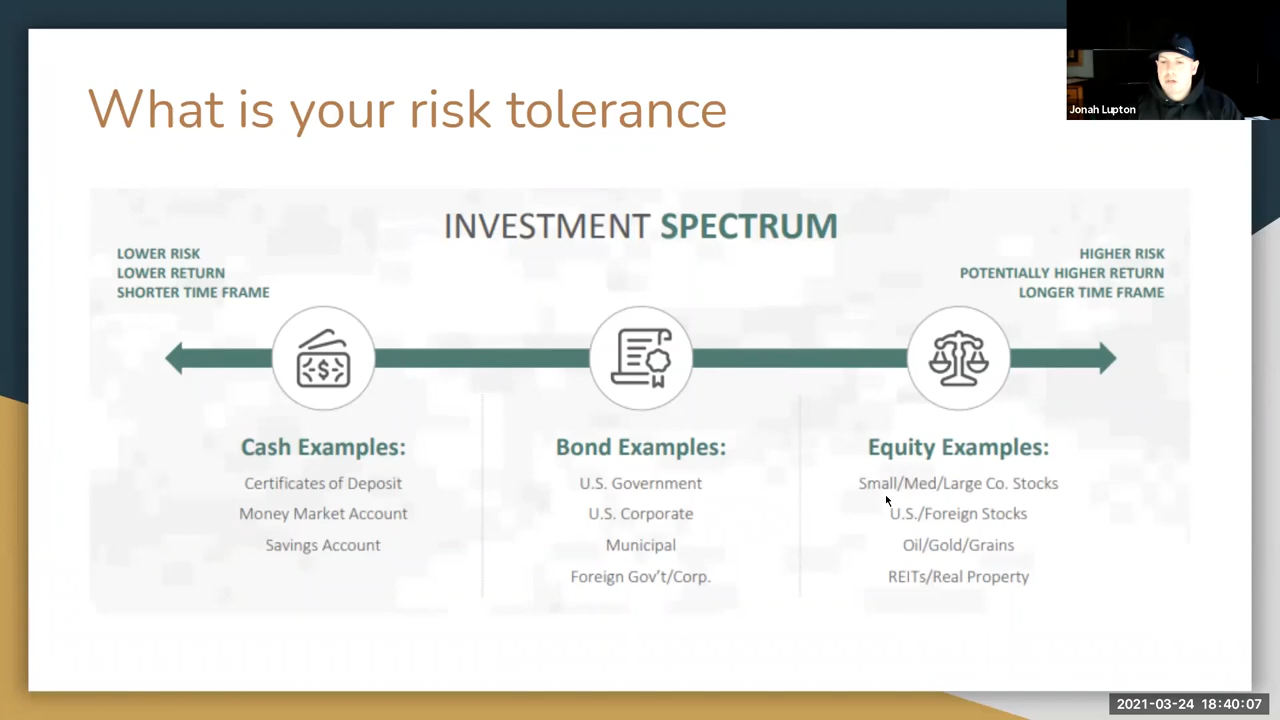 What is your risk tolerance
Jonah Lupton
INVESTMENT SPECTRUM
LOWER RISK
LOWER RETURN
SHORTER TIME FRAME
HIGHER RISK
POTENTIALLY HIGHER RETURN
LONGER TIME FRAME
$
Cash Examples:
Certificates of Deposit
Money Market Account
Savings Account
Bond Examples:
U.S. Government
U.S. Corporate
Municipal
Foreign Gov't/Corp.
Equity Examples:
Small/Med/Large Co. Stocks
U.S./Foreign Stocks
Oil/Gold/Grains
REITs/Real Property
2021-03-24 18:40:07